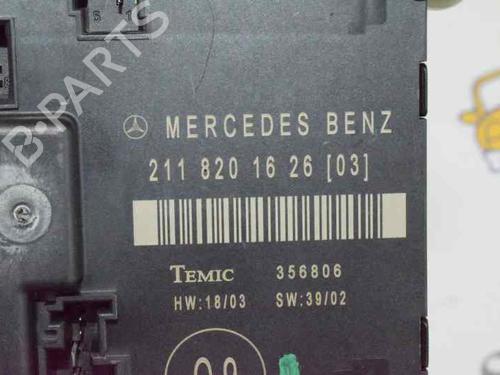 MERCEDES BENZ
211 820 16 26 [03]
TEMIC 356806
HW:18/03 SW:39/02
B-PARTS